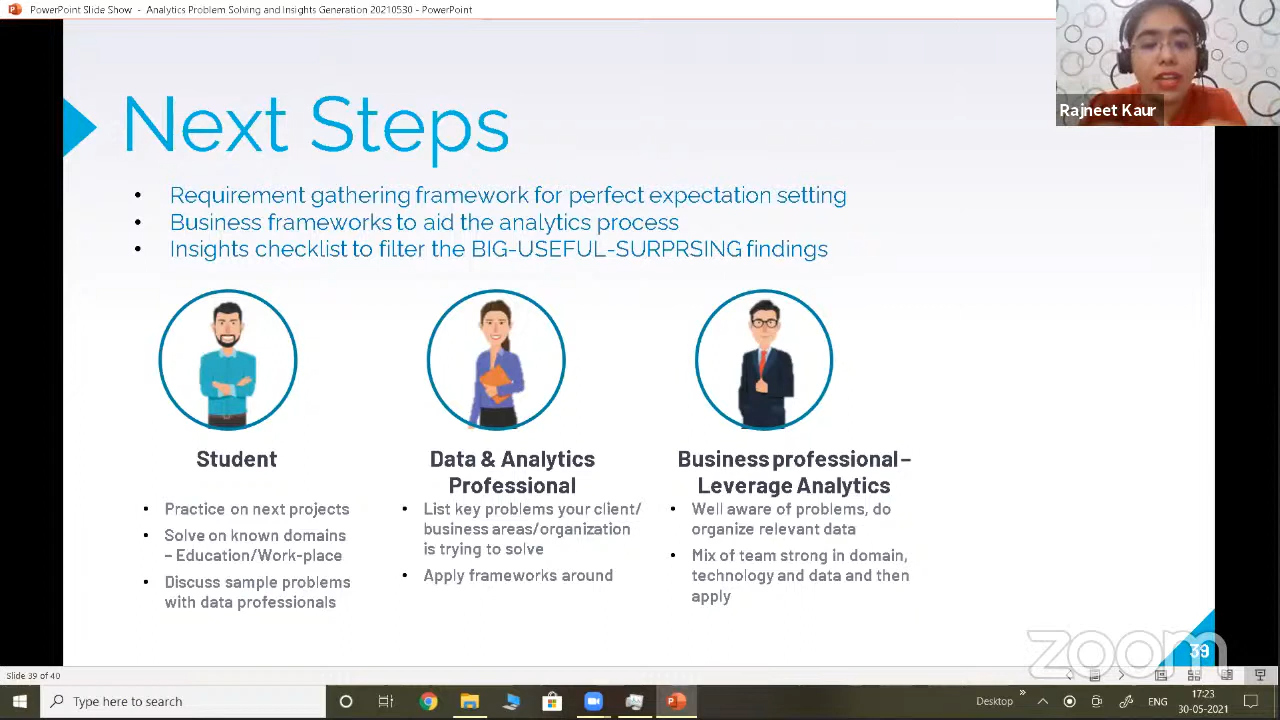 PowerPoint Slide Show - Analytics Problem Solving and Insights Generation 20210530 - PowerPoint
Rajneet Kaur
Next Steps
• Requirement gathering framework for perfect expectation setting
• Business frameworks to aid the analytics process
• Insights checklist to filter the BIG-USEFUL-SURPRSING findings
Student
• Practice on next projects
• Solve on known domains
– Education/Work-place
• Discuss sample problems
with data professionals
Data & Analytics
Professional
• List key problems your client/
business areas/organization
is trying to solve
• Apply frameworks around
Business professional –
Leverage Analytics
• Well aware of problems, do
organize relevant data
• Mix of team strong in domain,
technology and data and then
apply
zoom
39
Slide 39 of 40
Type here to search
Desktop
ENG
17:23
30-05-2021